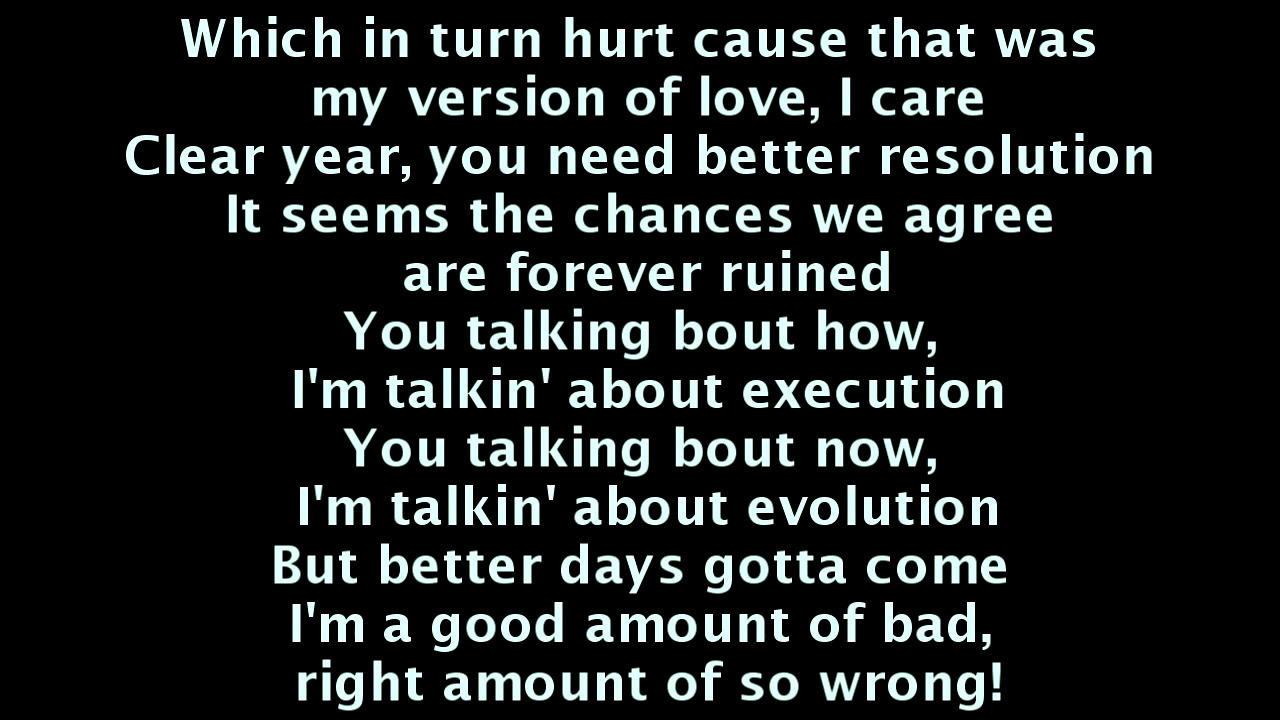 Which in turn hurt cause that was
my version of love, I care
Clear year, you need better resolution
It seems the chances we agree
are forever ruined
You talking bout how,
I'm talkin' about execution
You talking bout now,
I'm talkin' about evolution
But better days gotta come
I'm a good amount of bad,
right amount of so wrong!